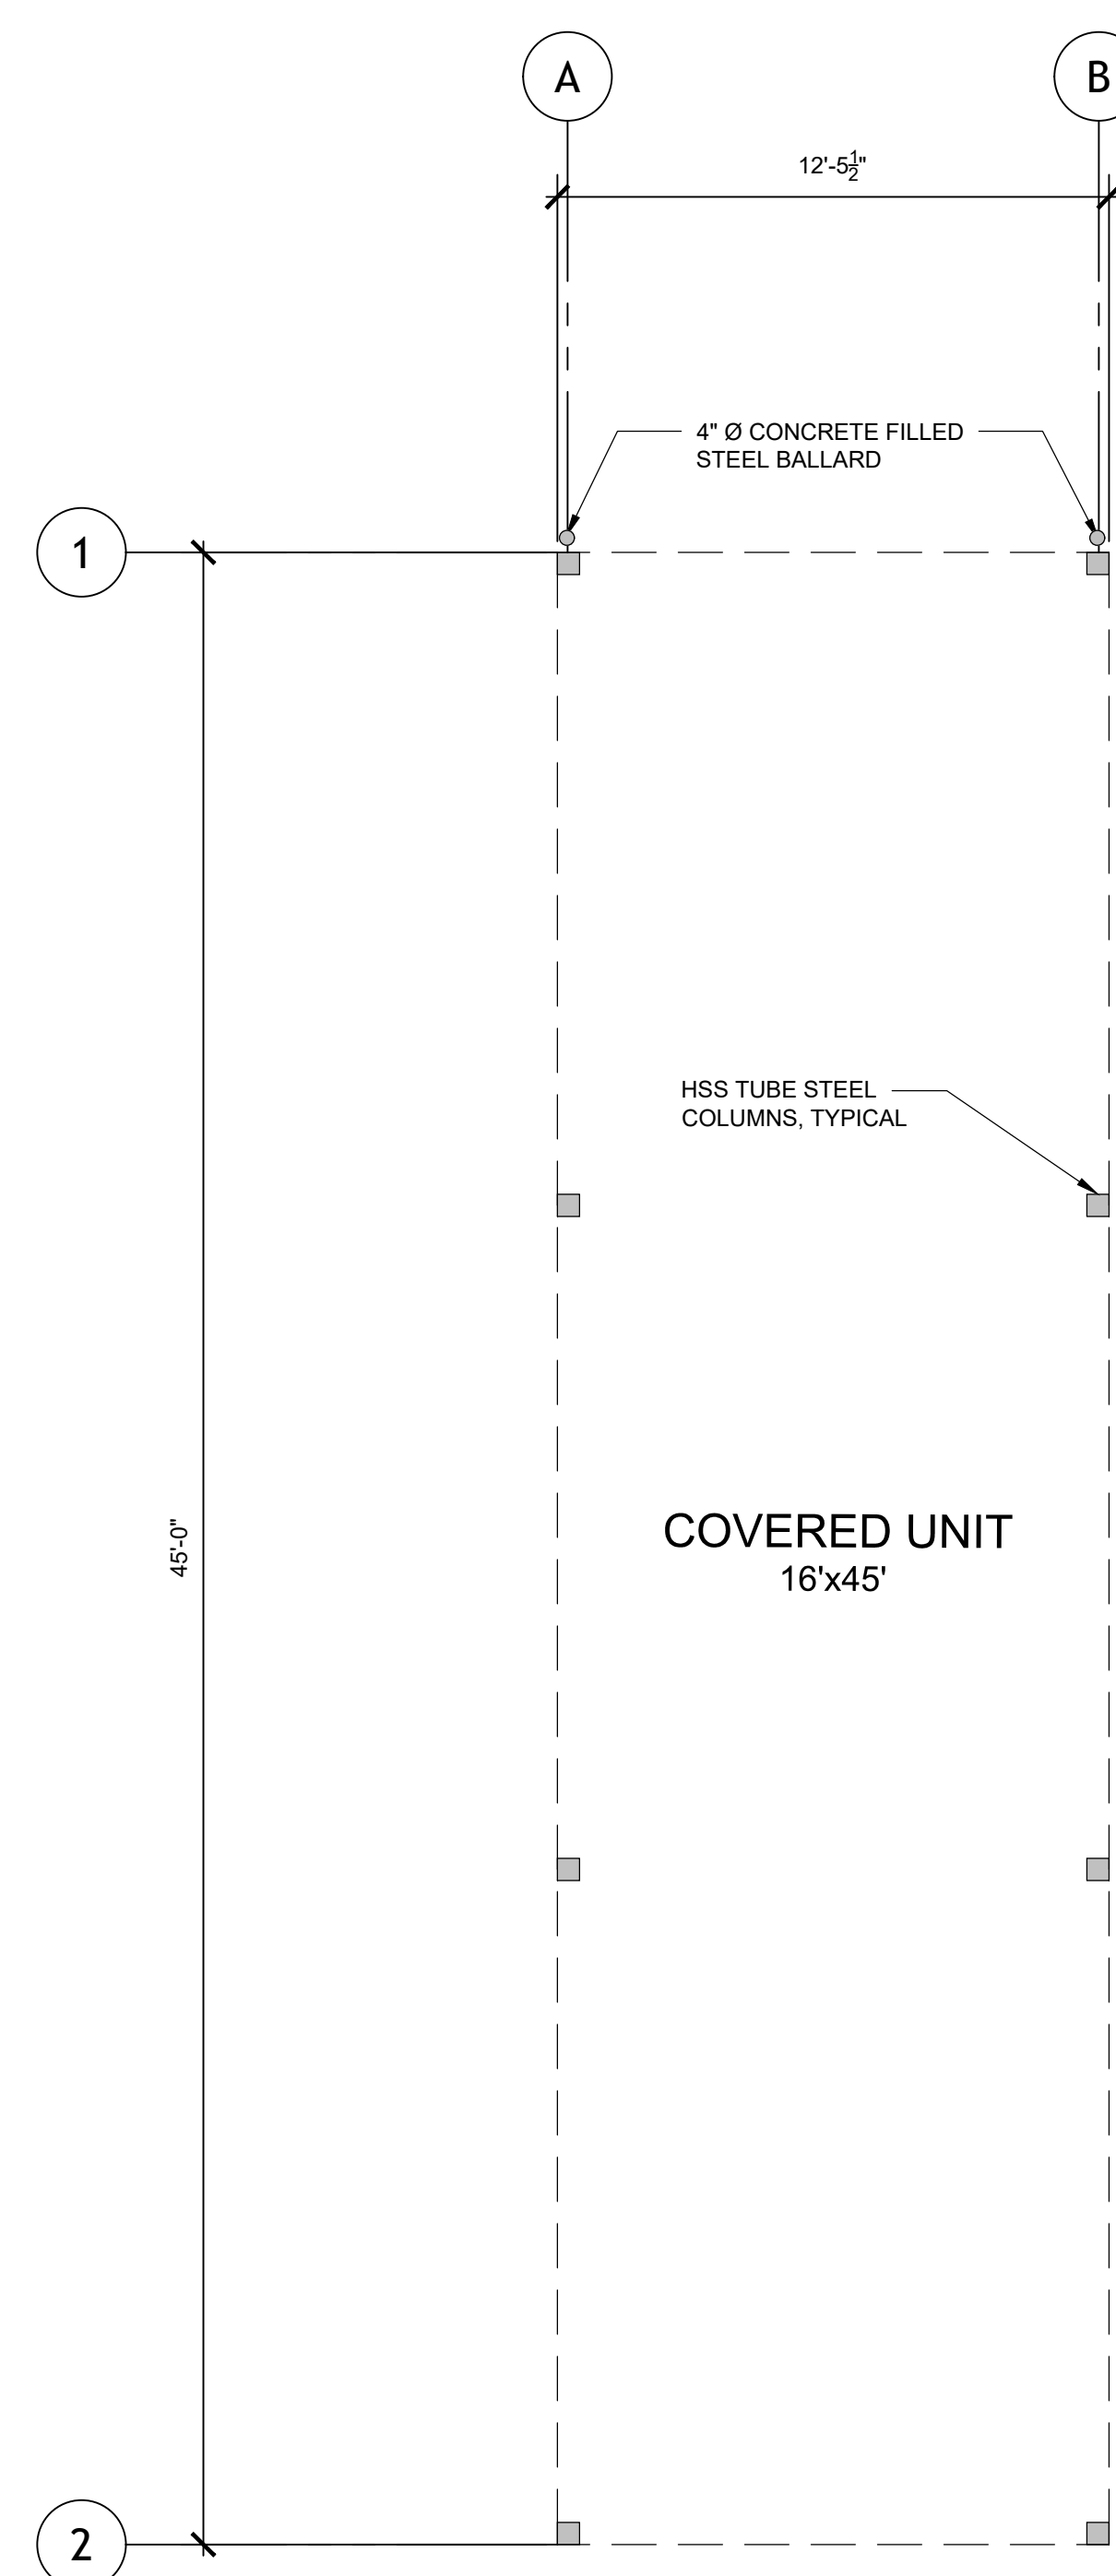 A
B
12'-5½"
4" Ø CONCRETE FILLED
STEEL BALLARD
1
HSS TUBE STEEL
COLUMNS, TYPICAL
45'-0"
COVERED UNIT
16'x45'
2